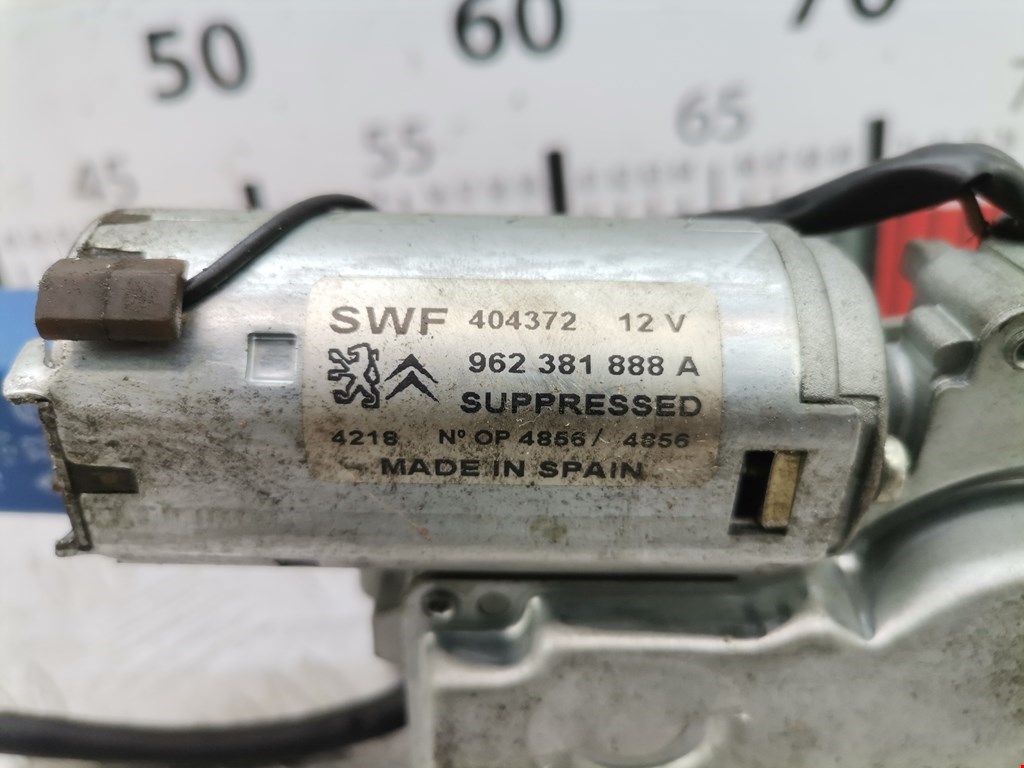 50 60 70
45 55 65
SWF 404372 12 V
962 381 888 A
SUPPRESSED
4218 Nº OP 4856/ 4856
MADE IN SPAIN